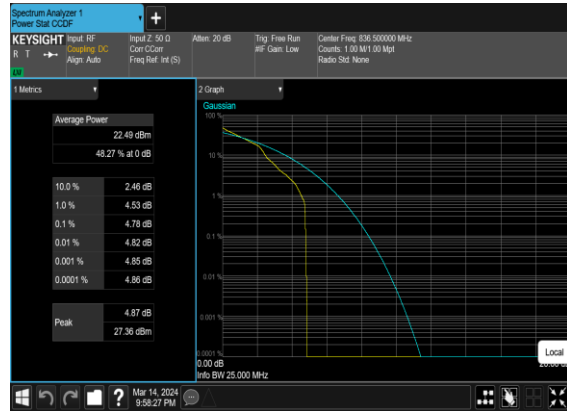 Spectrum Analyzer 1
Power Stat CCDF
KEYSIGHT
R T
Input: RF
Coupling: DC
Align: Auto
Input Z: 50 Ω
Corr CCorr
Freq Ref: Int (S)
Atten: 20 dB
Trig: Free Run
#IF Gain: Low
Center Freq: 836.500000 MHz
Counts: 1.00 M/1.00 Mpt
Radio Std: None
1 Metrics
Average Power
22.49 dBm
48.27 % at 0 dB
10.0 % 2.46 dB
1.0 % 4.53 dB
0.1 % 4.78 dB
0.01 % 4.82 dB
0.001 % 4.85 dB
0.0001 % 4.86 dB
Peak
4.87 dB
27.36 dBm
2 Graph
Gaussian
100 %
10 %
1 %
0.1 %
0.01 %
0.001 %
0.0001 %
0.00 dB
Info BW 25.000 MHz
Local
?
Mar 14, 2024
9:58:27 PM